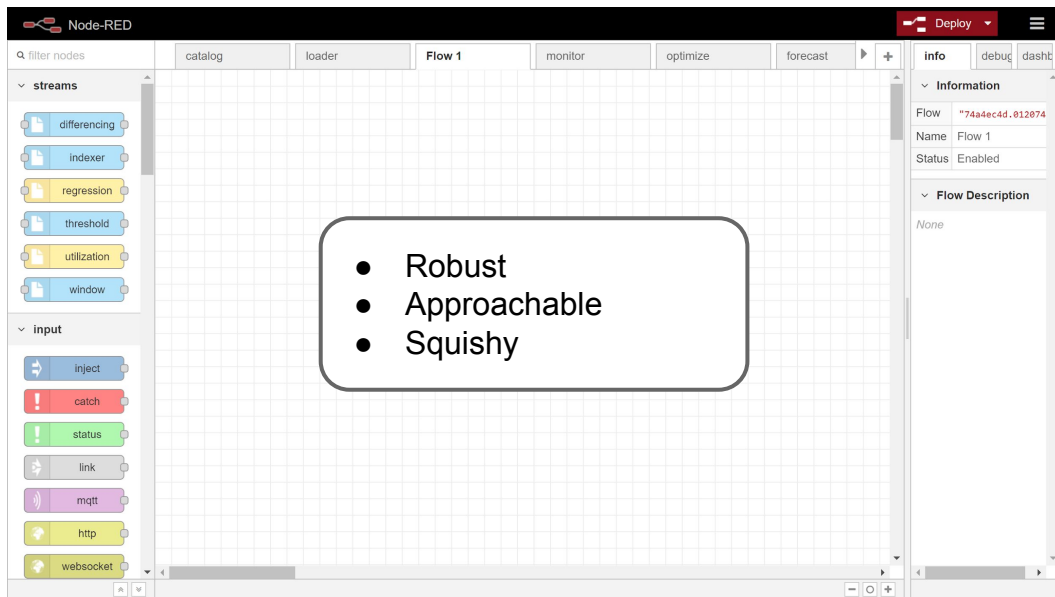 Node-RED
Deploy
filter nodes
catalog
loader
Flow 1
monitor
optimize
forecast
info
debug
dashb
streams
differencing
indexer
regression
threshold
utilization
window
input
inject
catch
status
link
mqtt
http
websocket
● Robust
● Approachable
● Squishy
Information
Flow "74a4ec4d.012074
Name Flow 1
Status Enabled
Flow Description
None